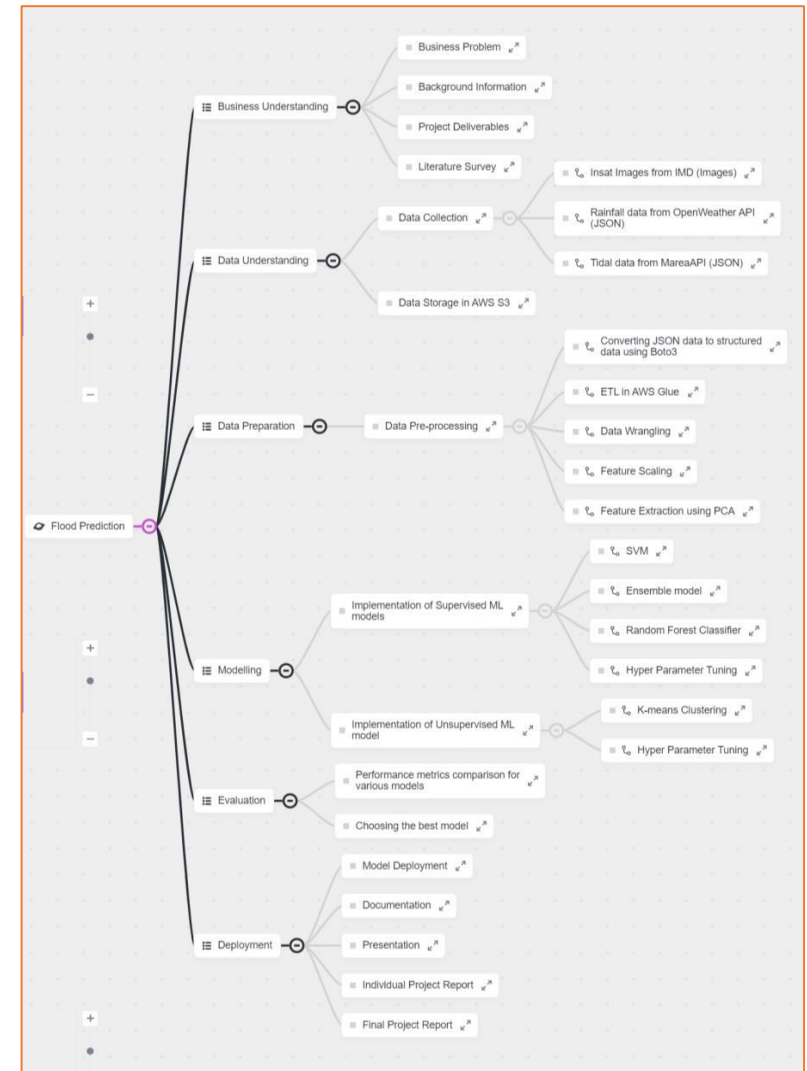 Flood Prediction
Business Understanding
Business Problem
Background Information
Project Deliverables
Literature Survey
Data Understanding
Data Collection
Insat Images from IMD (Images)
Rainfall data from OpenWeather API
(JSON)
Tidal data from MareaAPI (JSON)
Data Storage in AWS S3
Data Preparation
Data Pre-processing
Converting JSON data to structured
data using Boto3
ETL in AWS Glue
Data Wrangling
Feature Scaling
Feature Extraction using PCA
Modelling
Implementation of Supervised ML
models
SVM
Ensemble model
Random Forest Classifier
Hyper Parameter Tuning
Implementation of Unsupervised ML
model
K-means Clustering
Hyper Parameter Tuning
Evaluation
Performance metrics comparison for
various models
Choosing the best model
Deployment
Model Deployment
Documentation
Presentation
Individual Project Report
Final Project Report